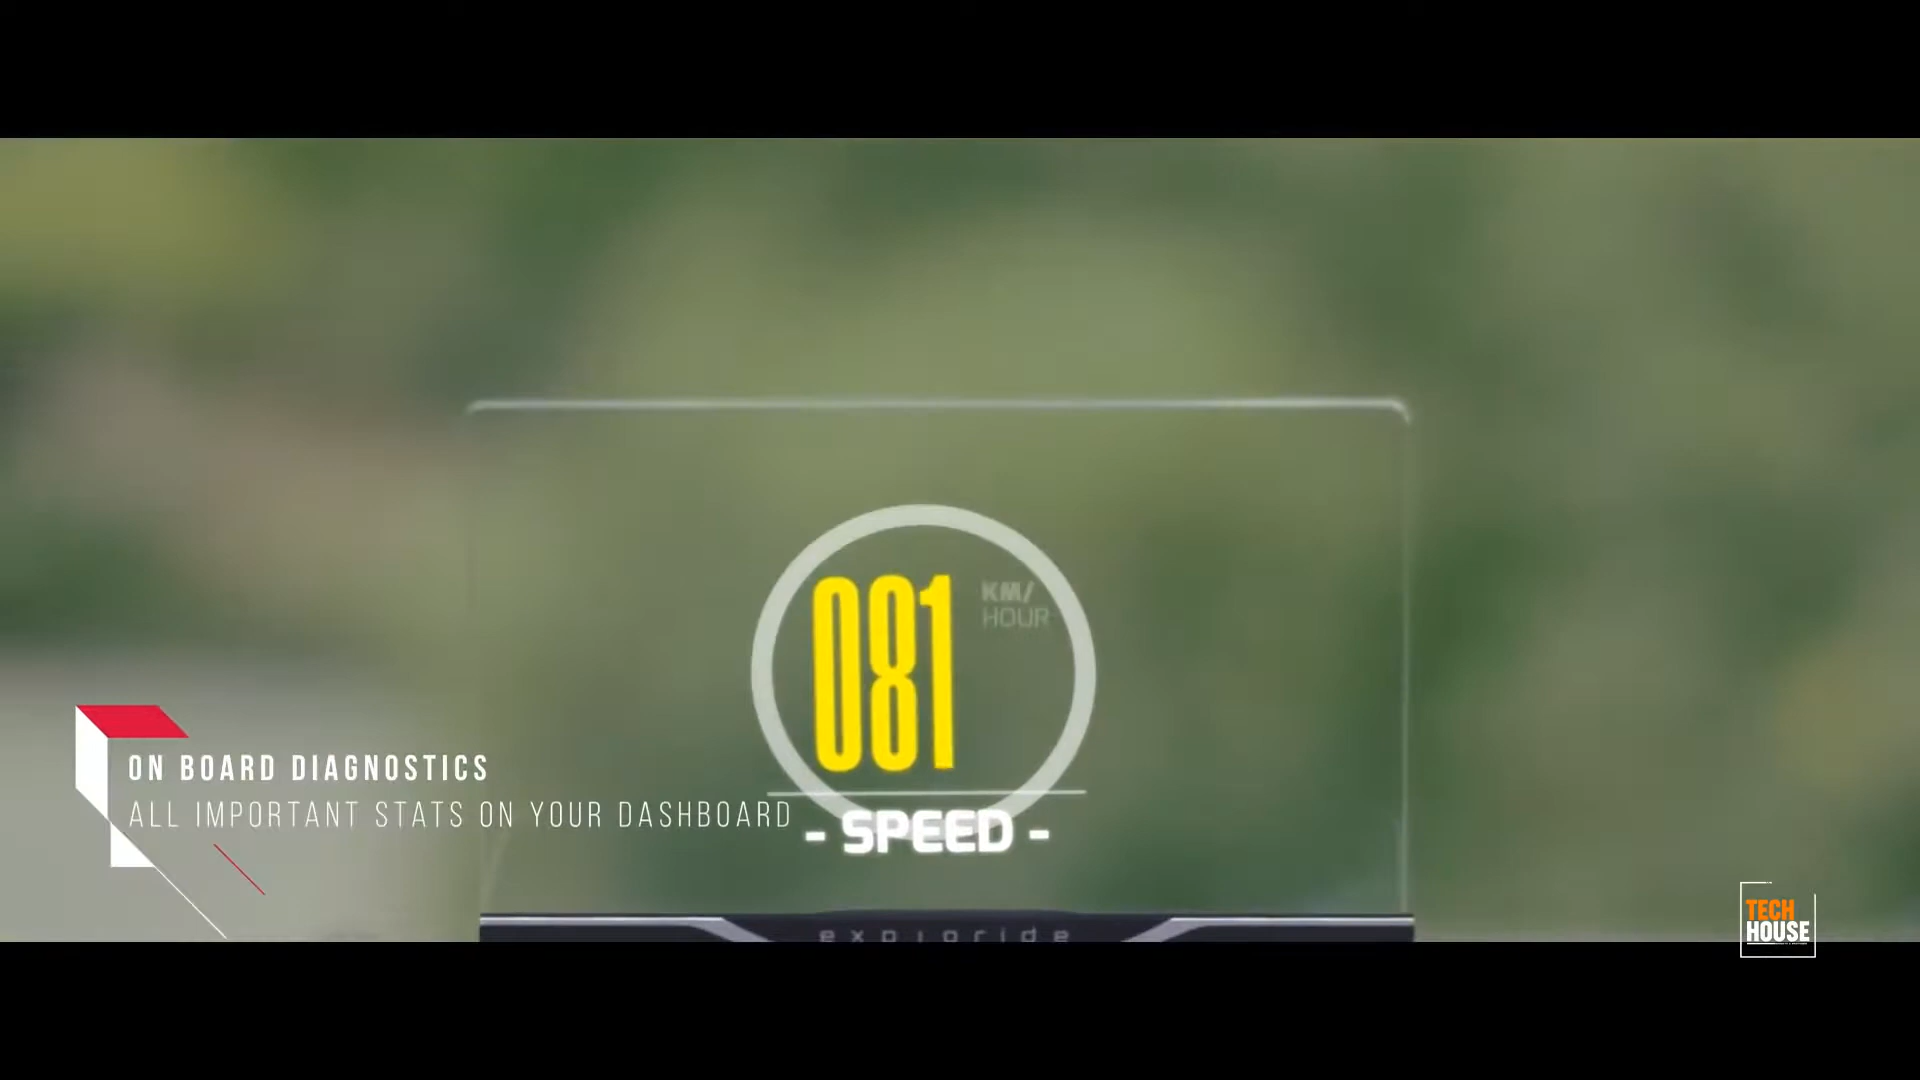 081
KM/
HOUR
- SPEED -
ON BOARD DIAGNOSTICS
ALL IMPORTANT STATS ON YOUR DASHBOARD
exploride
TECH
HOUSE